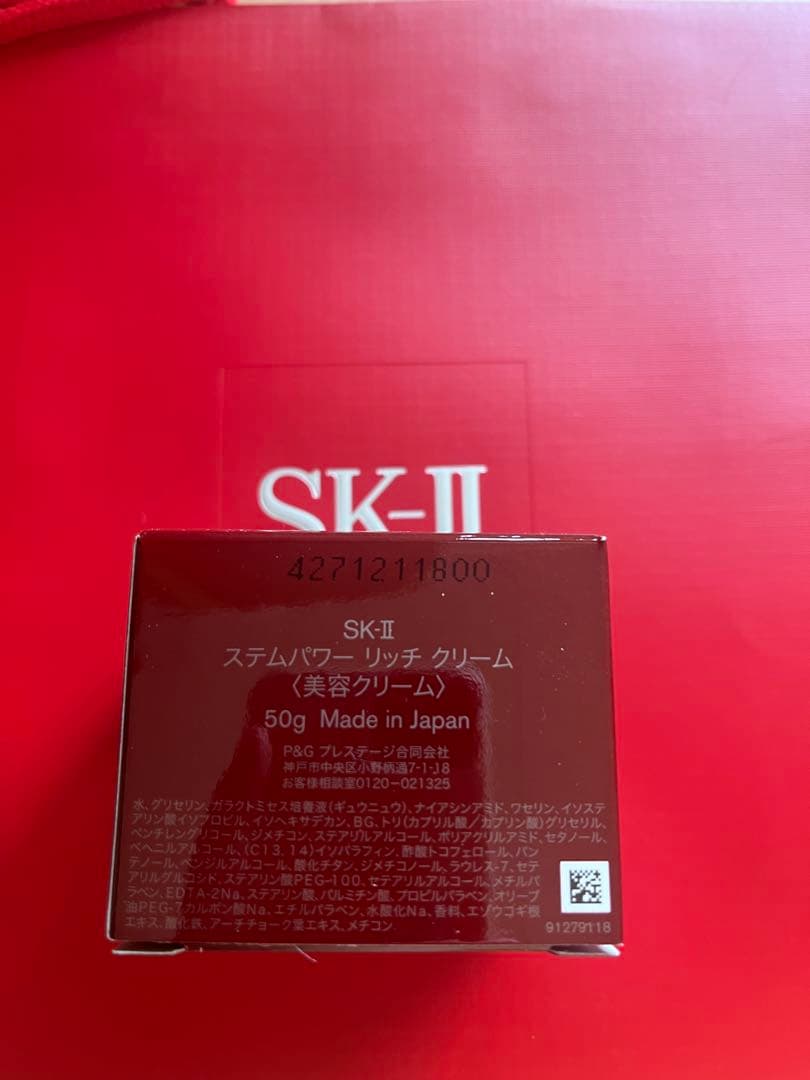 SK-II
4271211800
SK-II
ステムパワー リッチ クリーム
〈美容クリーム〉
50g Made in Japan
P&G プレステージ合同会社
神戸市中央区小野柄通7-1-18
お客様相談室0120-021325
水、グリセリン、ガラクトミセス培養液(ギュウニュウ)、ナイアシンアミド、ワセリン、イソステ
アリン酸イソプロピル、イソヘキサデカン、BG、トリ(カプリル酸/カプリン酸)グリセリル、
ペンチレングリコール、ジメチコン、ステアリルアルコール、ポリアクリルアミド、セタノール、
ベヘニルアルコール、(C13,14)イソパラフィン、酢酸トコフェロール、パン
テノール、ベンジルアルコール、酸化チタン、ジメチコノール、ラウレス-7、セテ
アリルグルコシド、ステアリン酸PEG-100、セテアリルアルコール、メチルパ
ラベン、EDTA-2Na、ステアリン酸、パルミチン酸、プロピルパラベン、オリーブ
油PEG-7カルボン酸Na、エチルパラベン、水酸化Na、香料、エゾウコギ根
エキス、酸化鉄、アーチチョーク葉エキス、メチコン
91279118